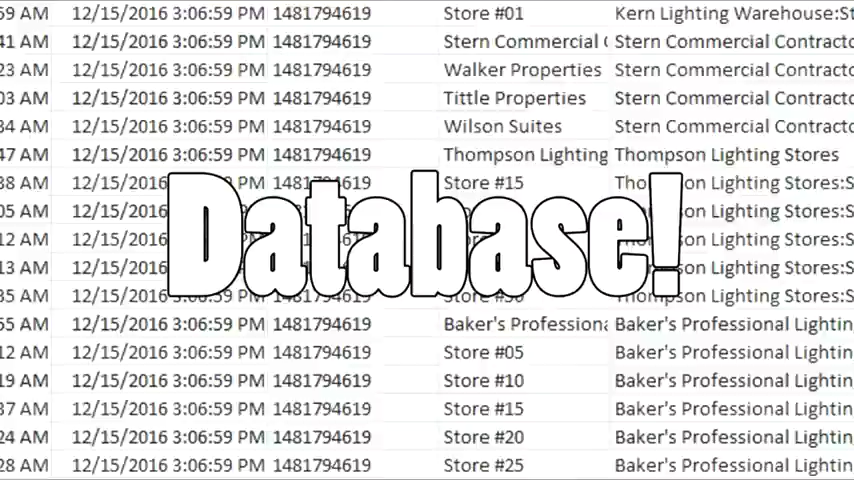 59 AM 12/15/2016 3:06:59 PM 1481794619 Store #01 Kern Lighting Warehouse:St
41 AM 12/15/2016 3:06:59 PM 1481794619 Stern Commercial C Stern Commercial Contracto
23 AM 12/15/2016 3:06:59 PM 1481794619 Walker Properties Stern Commercial Contracto
03 AM 12/15/2016 3:06:59 PM 1481794619 Tittle Properties Stern Commercial Contracto
34 AM 12/15/2016 3:06:59 PM 1481794619 Wilson Suites Stern Commercial Contracto
47 AM 12/15/2016 3:06:59 PM 1481794619 Thompson Lighting Thompson Lighting Stores
38 AM 12/15/2016 3:06:59 PM 1481794619 Store #15 Lighting Stores:S
05 AM 12/15/2016 Lighting Stores:S
Database!
12 AM 12/15/2016 Lighting Stores:S
13 AM 12/15/2016 Lighting Stores:S
35 AM 12/15/2016 3:06:59 PM 1481794619 Thompson Lighting Stores:S
55 AM 12/15/2016 3:06:59 PM 1481794619 Baker's Professiona Baker's Professional Lightin
12 AM 12/15/2016 3:06:59 PM 1481794619 Store #05 Baker's Professional Lightin
19 AM 12/15/2016 3:06:59 PM 1481794619 Store #10 Baker's Professional Lightin
37 AM 12/15/2016 3:06:59 PM 1481794619 Store #15 Baker's Professional Lightin
24 AM 12/15/2016 3:06:59 PM 1481794619 Store #20 Baker's Professional Lightin
28 AM 12/15/2016 3:06:59 PM 1481794619 Store #25 Baker's Professional Lightin